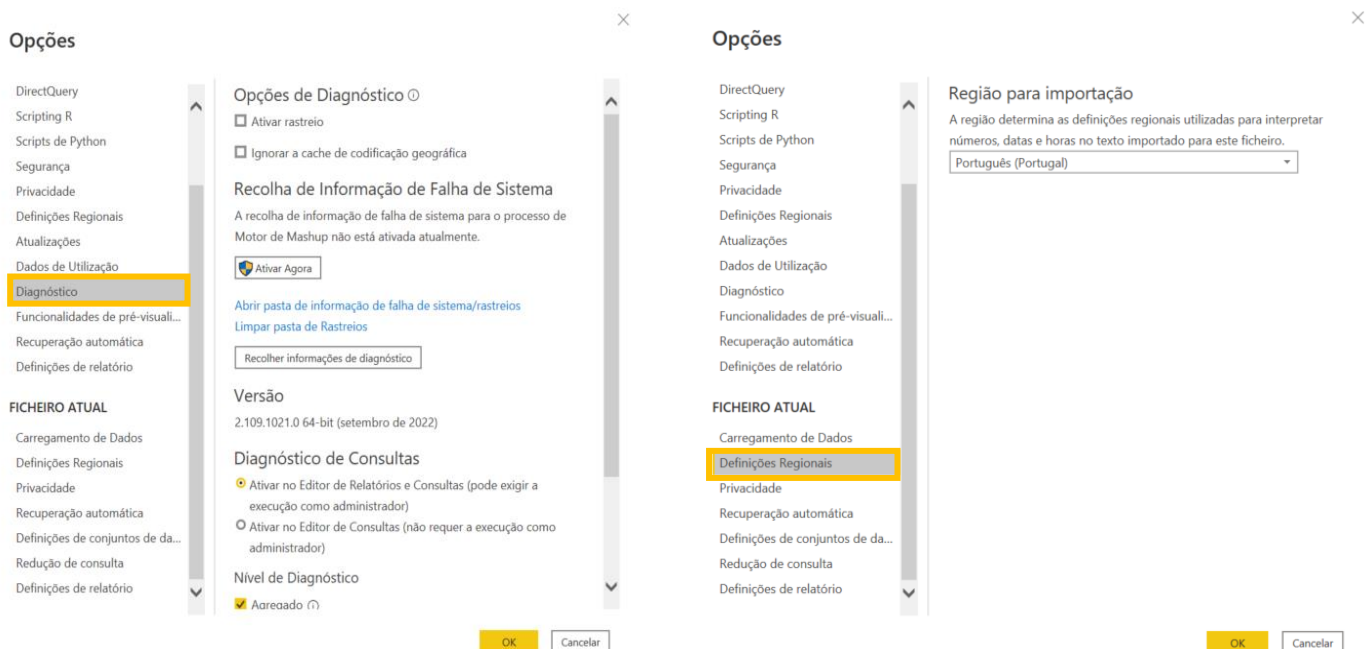 Opções
DirectQuery
Scripting R
Scripts de Python
Segurança
Privacidade
Definições Regionais
Atualizações
Dados de Utilização
Diagnóstico
Funcionalidades de pré-visuali...
Recuperação automática
Definições de relatório
FICHEIRO ATUAL
Carregamento de Dados
Definições Regionais
Privacidade
Recuperação automática
Definições de conjuntos de da...
Redução de consulta
Definições de relatório
Opções de Diagnóstico
Ativar rastreio
Ignorar a cache de codificação geográfica
Recolha de Informação de Falha de Sistema
A recolha de informação de falha de sistema para o processo de
Motor de Mashup não está ativada atualmente.
Ativar Agora
Abrir pasta de informação de falha de sistema/rastreios
Limpar pasta de Rastreios
Recolher informações de diagnóstico
Versão
2.109.1021.0 64-bit (setembro de 2022)
Diagnóstico de Consultas
Ativar no Editor de Relatórios e Consultas (pode exigir a
execução como administrador)
Ativar no Editor de Consultas (não requer a execução como
administrador)
Nível de Diagnóstico
Agregado
OK
Cancelar
Opções
DirectQuery
Scripting R
Scripts de Python
Segurança
Privacidade
Definições Regionais
Atualizações
Dados de Utilização
Diagnóstico
Funcionalidades de pré-visuali...
Recuperação automática
Definições de relatório
FICHEIRO ATUAL
Carregamento de Dados
Definições Regionais
Privacidade
Recuperação automática
Definições de conjuntos de da...
Redução de consulta
Definições de relatório
Região para importação
A região determina as definições regionais utilizadas para interpretar
números, datas e horas no texto importado para este ficheiro.
Português (Portugal)
OK
Cancelar